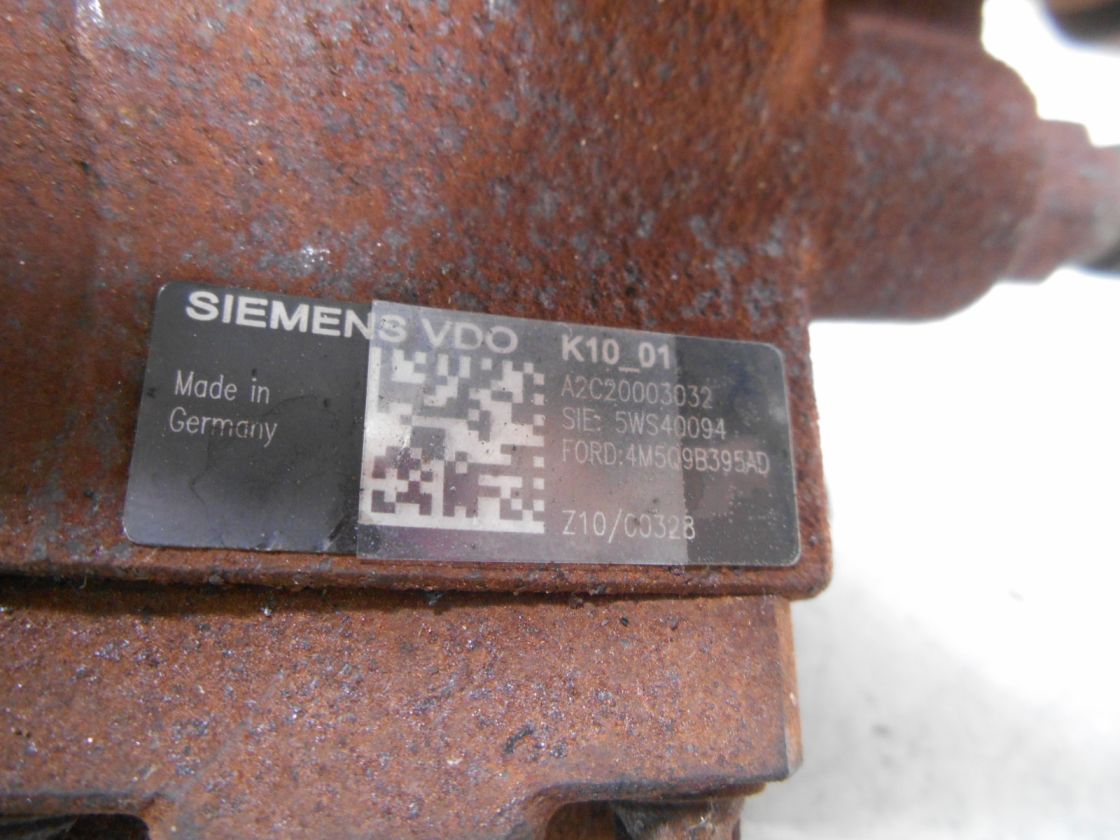 SIEMENS VDO
K10_01
Made in
Germany
A2C20003032
SIE: 5WS40094
FORD:4M5Q9B395AD
Z10/C0328